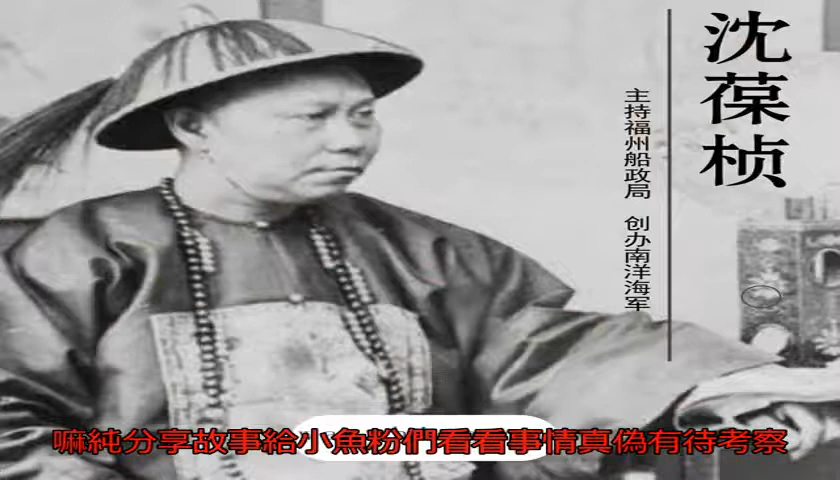 沈葆桢
主持福州船政局 创办南洋海军
嘛純分享故事給小魚粉們看看事情真偽有待考察